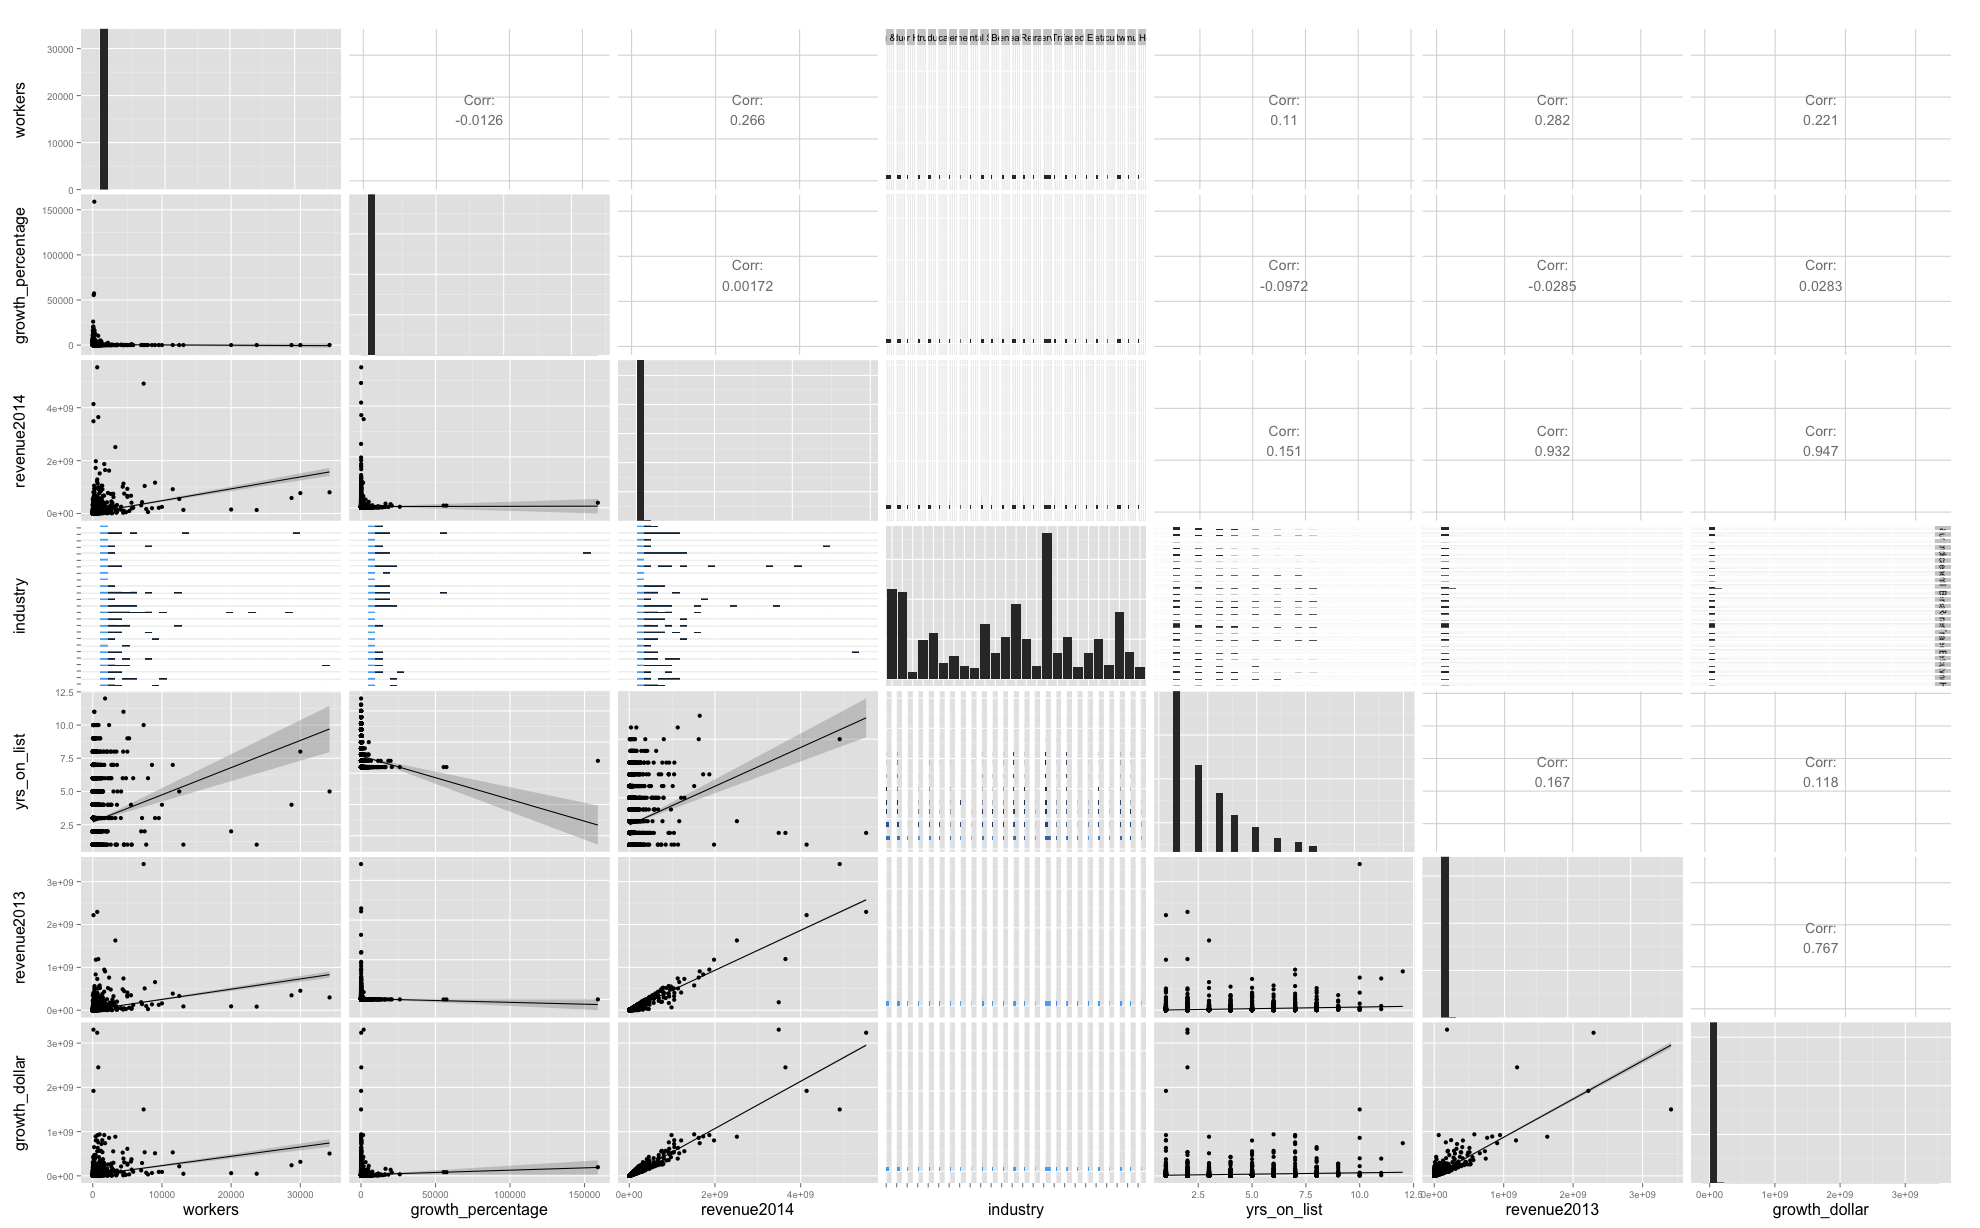 workers
30000
20000
10000
0
Corr:
-0.0126
Corr:
0.266
Corr:
0.11
Corr:
0.282
Corr:
0.221
growth_percentage
150000
100000
50000
0
Corr:
0.00172
Corr:
-0.0972
Corr:
-0.0285
Corr:
0.0283
revenue2014
4e+09
2e+09
0e+00
Corr:
0.151
Corr:
0.932
Corr:
0.947
industry
yrs_on_list
12.5
10.0
7.5
5.0
2.5
Corr:
0.167
Corr:
0.118
revenue2013
3e+09
2e+09
1e+09
0e+00
Corr:
0.767
growth_dollar
3e+09
2e+09
1e+09
0e+00
0 10000 20000 30000
0 50000 100000 150000
0e+00 2e+09 4e+09
2.5 5.0 7.5 10.0 12.5
0e+00 1e+09 2e+09 3e+09
0e+00 1e+09 2e+09 3e+09
workers growth_percentage revenue2014 industry yrs_on_list revenue2013 growth_dollar